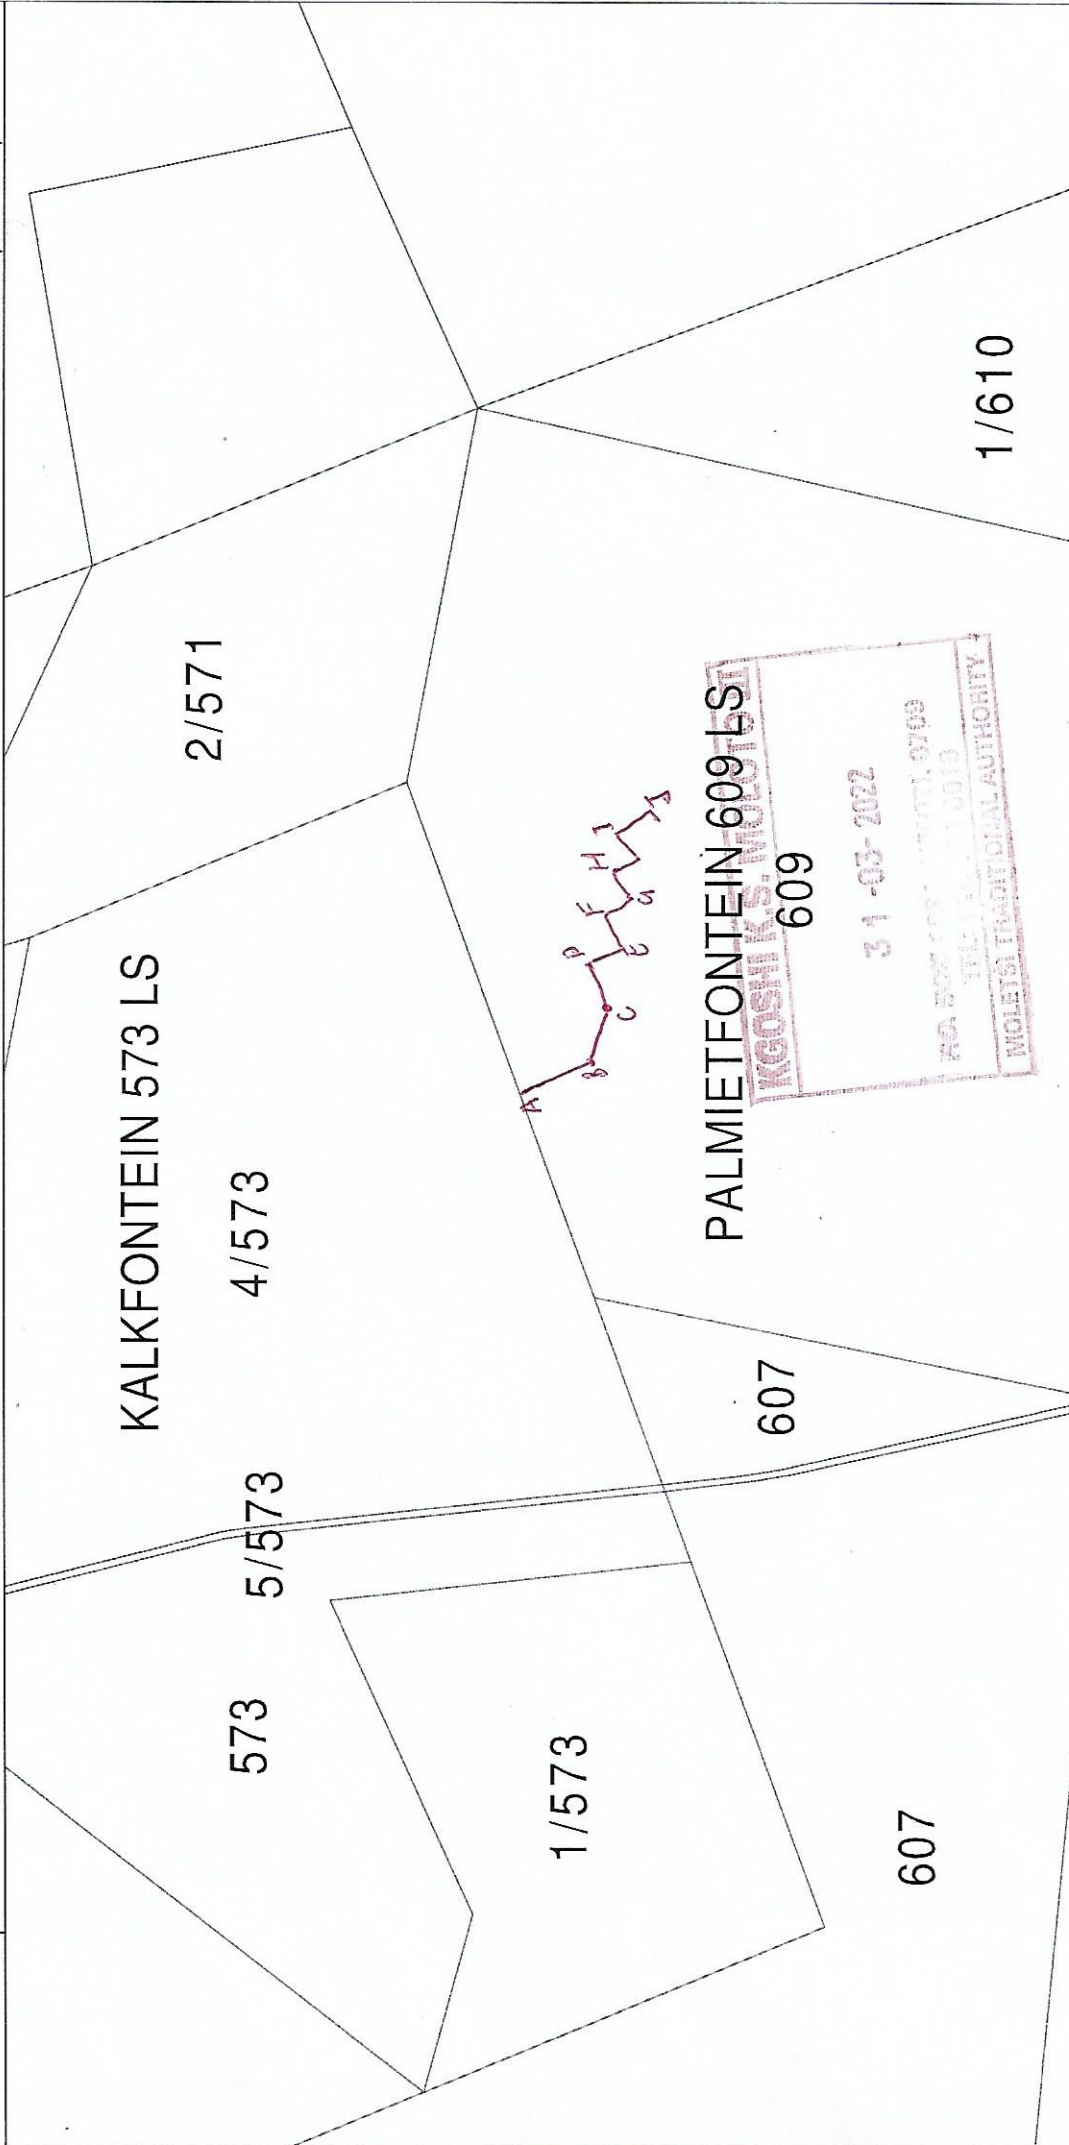 KALKFONTEIN 573 LS
2/571
4/573
5/573
573
1/573
A
B
C
D
E
F
G
H
I
J
PALMIETFONTEIN 609 LS
609
607
607
1/610
KGOSHI K.S. MOLOTO III
31-03-2022
MOLETSI TRADITIONAL AUTHORITY